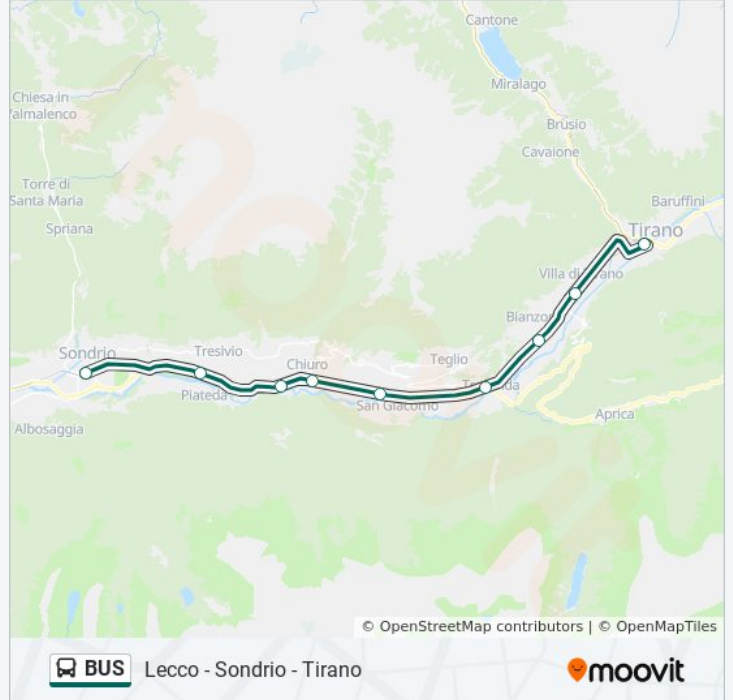 Cantone
Miralago
Chiesa in
Valmalenco
Brusio
Cavaione
Torre di
Santa Maria
Baruffini
Spriana
Tirano
Villa di Tirano
Bianzone
Sondrio
Tresivio
Chiuro
Teglio
Piateda
San Giacomo
Aprica
Albosaggia
moovit
© OpenStreetMap contributors | © OpenMapTiles
BUS Lecco - Sondrio - Tirano
moovit